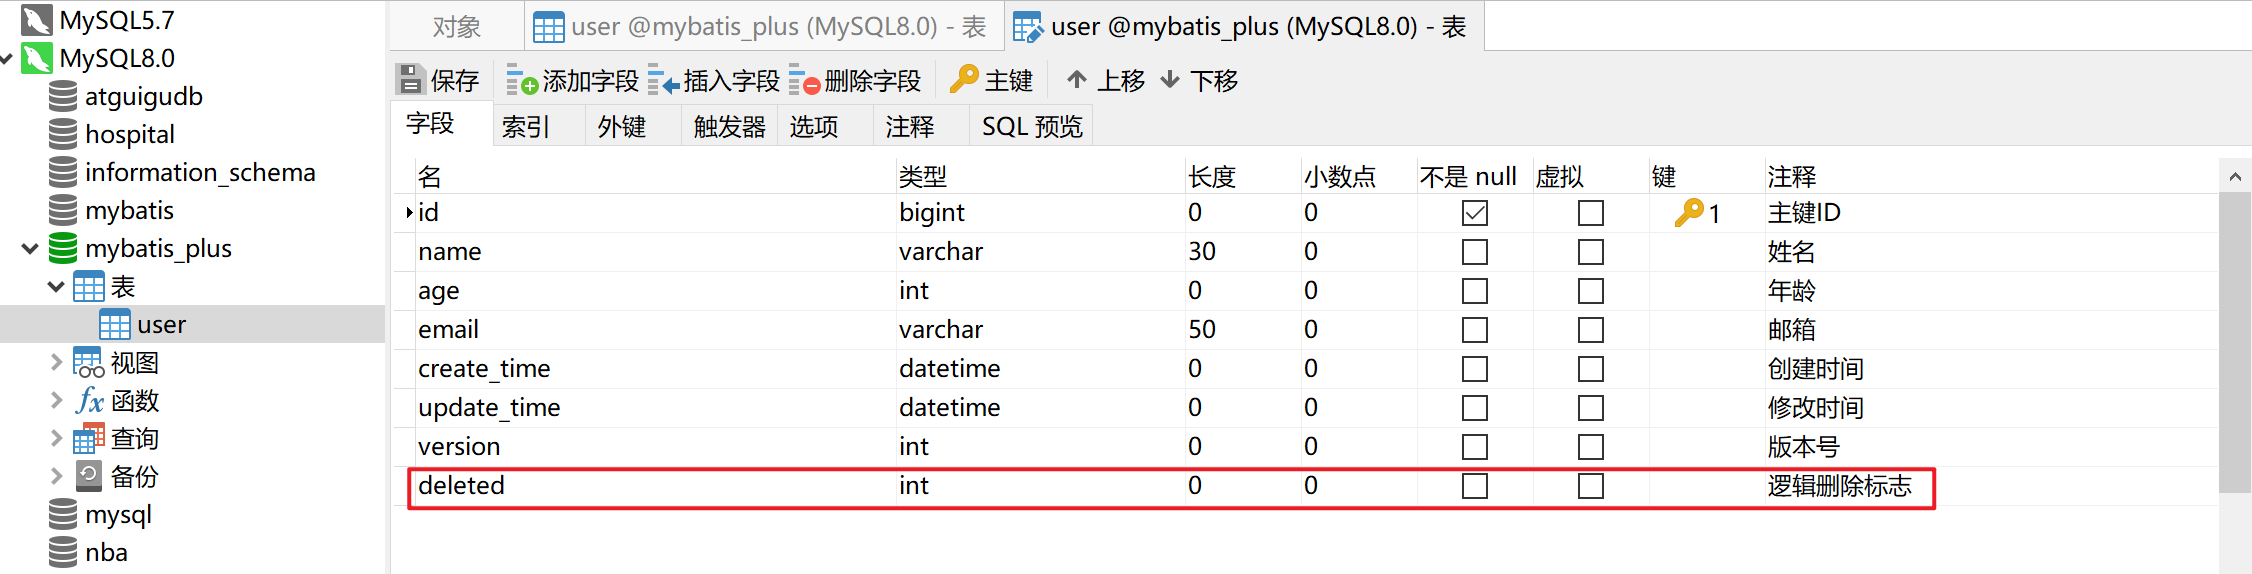 MySQL5.7
MySQL8.0
atguigudb
hospital
information_schema
mybatis
mybatis_plus
表
user
视图
fx 函数
查询
备份
mysql
nba
对象 user @mybatis_plus (MySQL8.0) - 表 user @mybatis_plus (MySQL8.0) - 表
保存 添加字段 插入字段 删除字段 主键 上移 下移
字段 索引 外键 触发器 选项 注释 SQL 预览
名 类型 长度 小数点 不是 null 虚拟 键 注释
id bigint 0 0 1 主键ID
name varchar 30 0 姓名
age int 0 0 年龄
email varchar 50 0 邮箱
create_time datetime 0 0 创建时间
update_time datetime 0 0 修改时间
version int 0 0 版本号
deleted int 0 0 逻辑删除标志